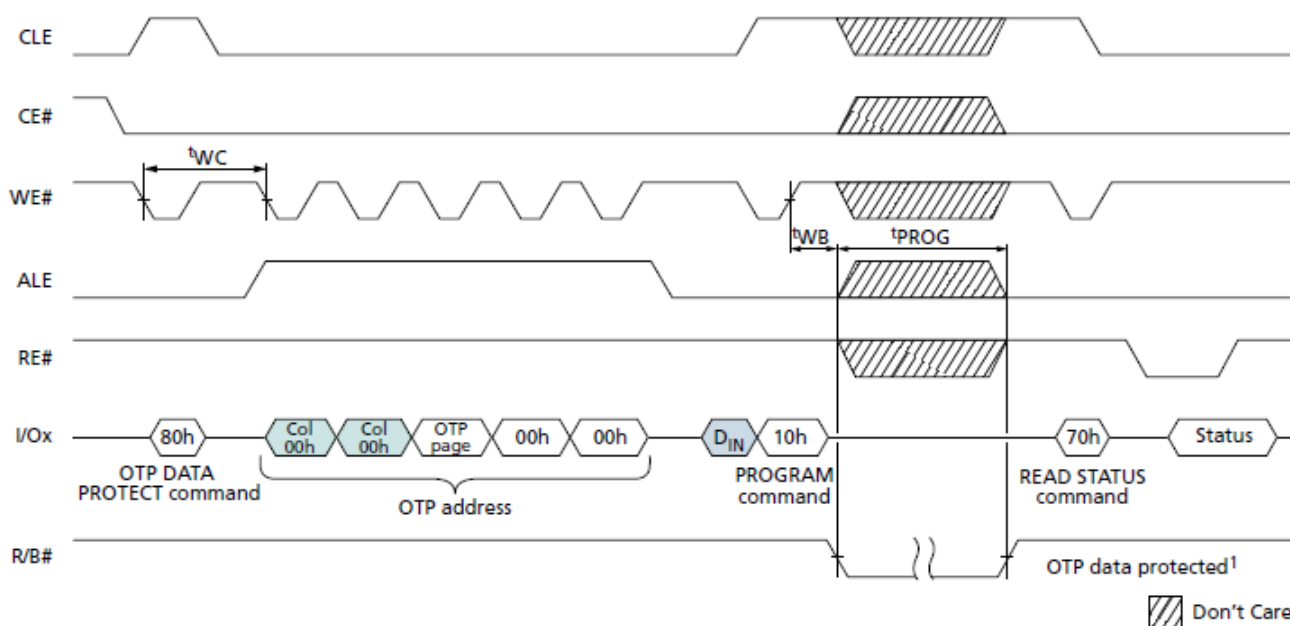 CLE
CE#
tWC
WE#
tWB
tPROG
ALE
RE#
I/Ox
80h
Col
00h
Col
00h
OTP
page
00h
00h
DIN
10h
70h
Status
OTP DATA
PROTECT command
OTP address
PROGRAM
command
READ STATUS
command
R/B#
OTP data protected1
Don't Care